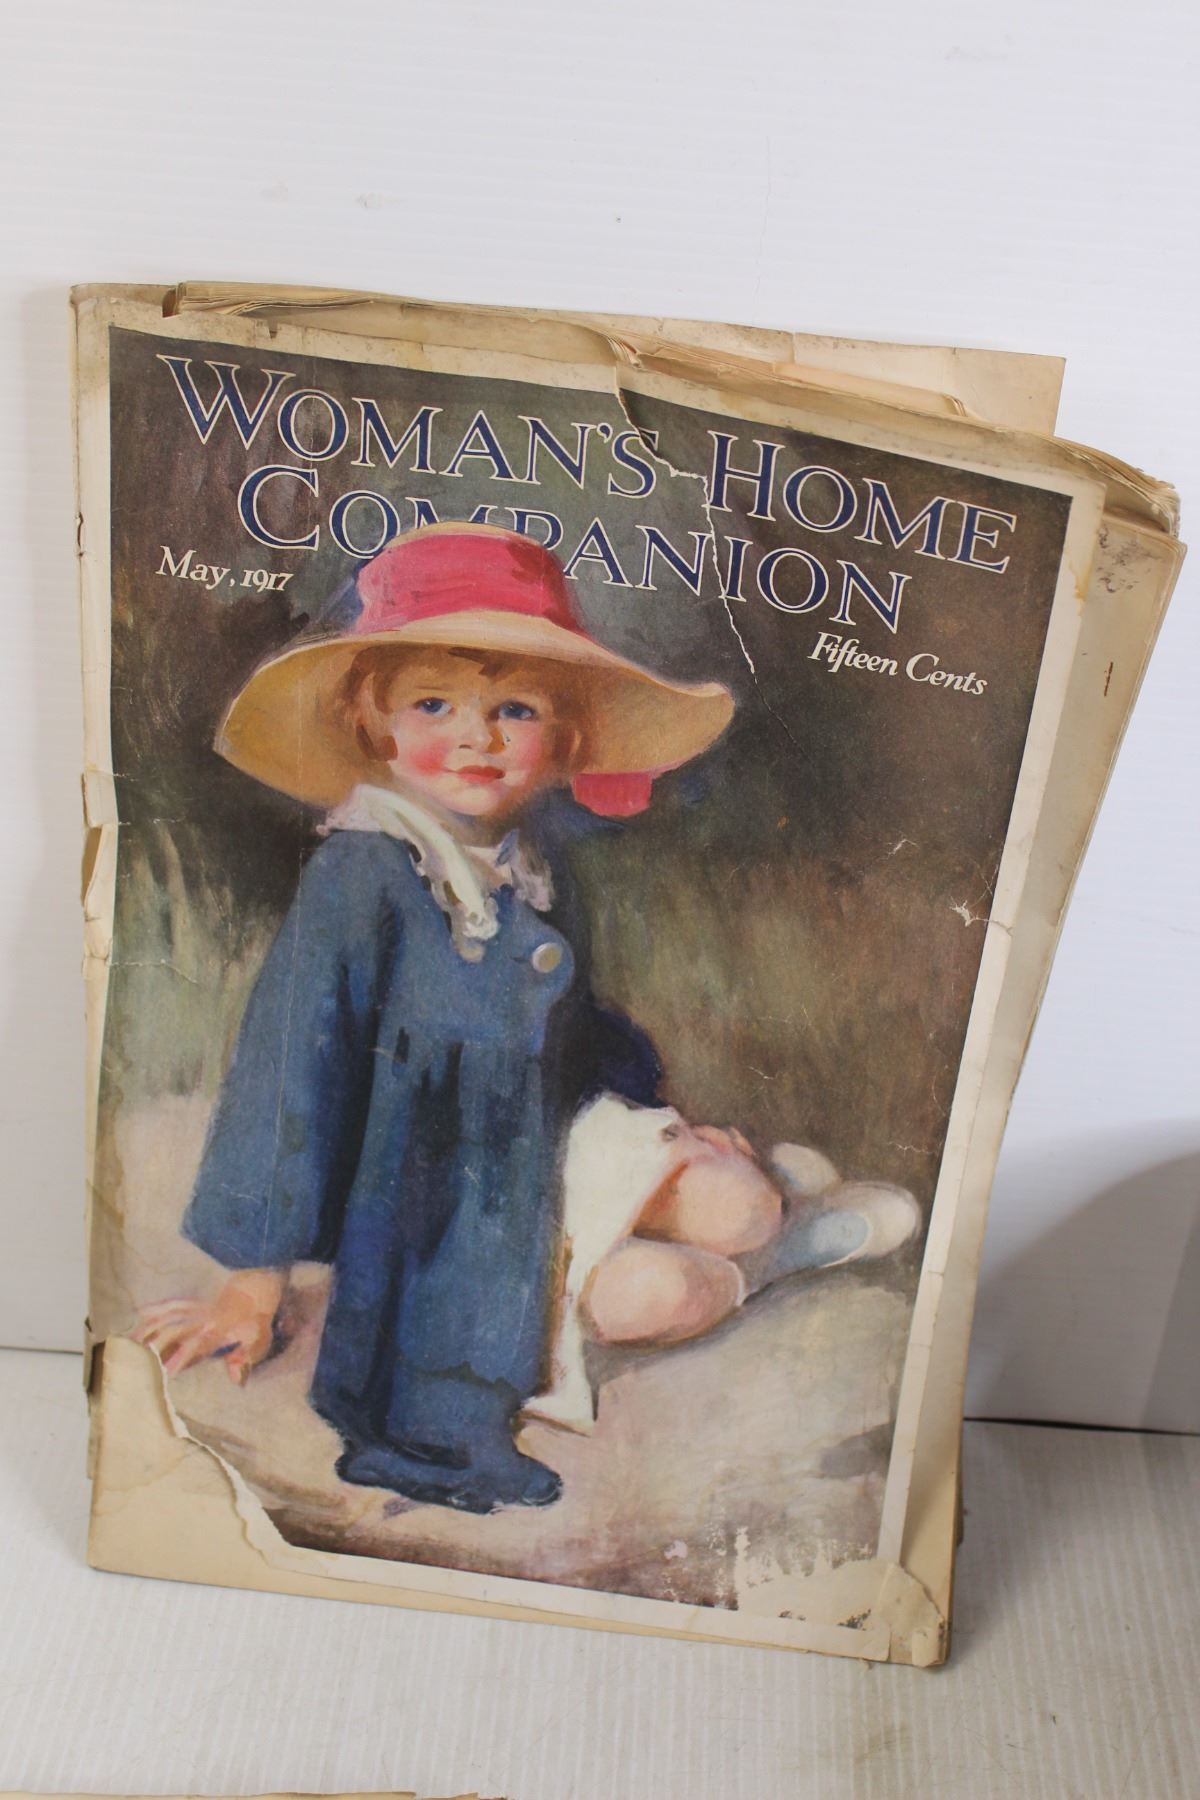 WOMAN'S HOME
COMPANION
May, 1917
Fifteen Cents